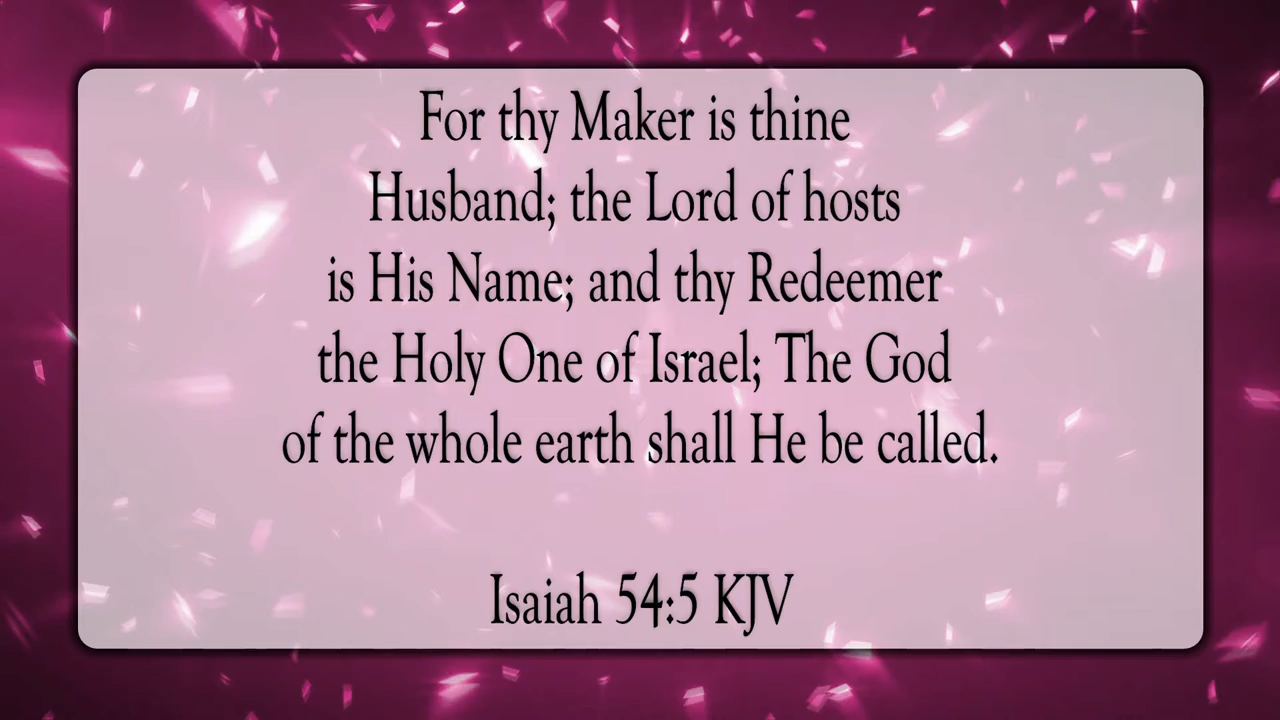 For thy Maker is thine
Husband; the Lord of hosts
is His Name; and thy Redeemer
the Holy One of Israel; The God
of the whole earth shall He be called.
Isaiah 54:5 KJV